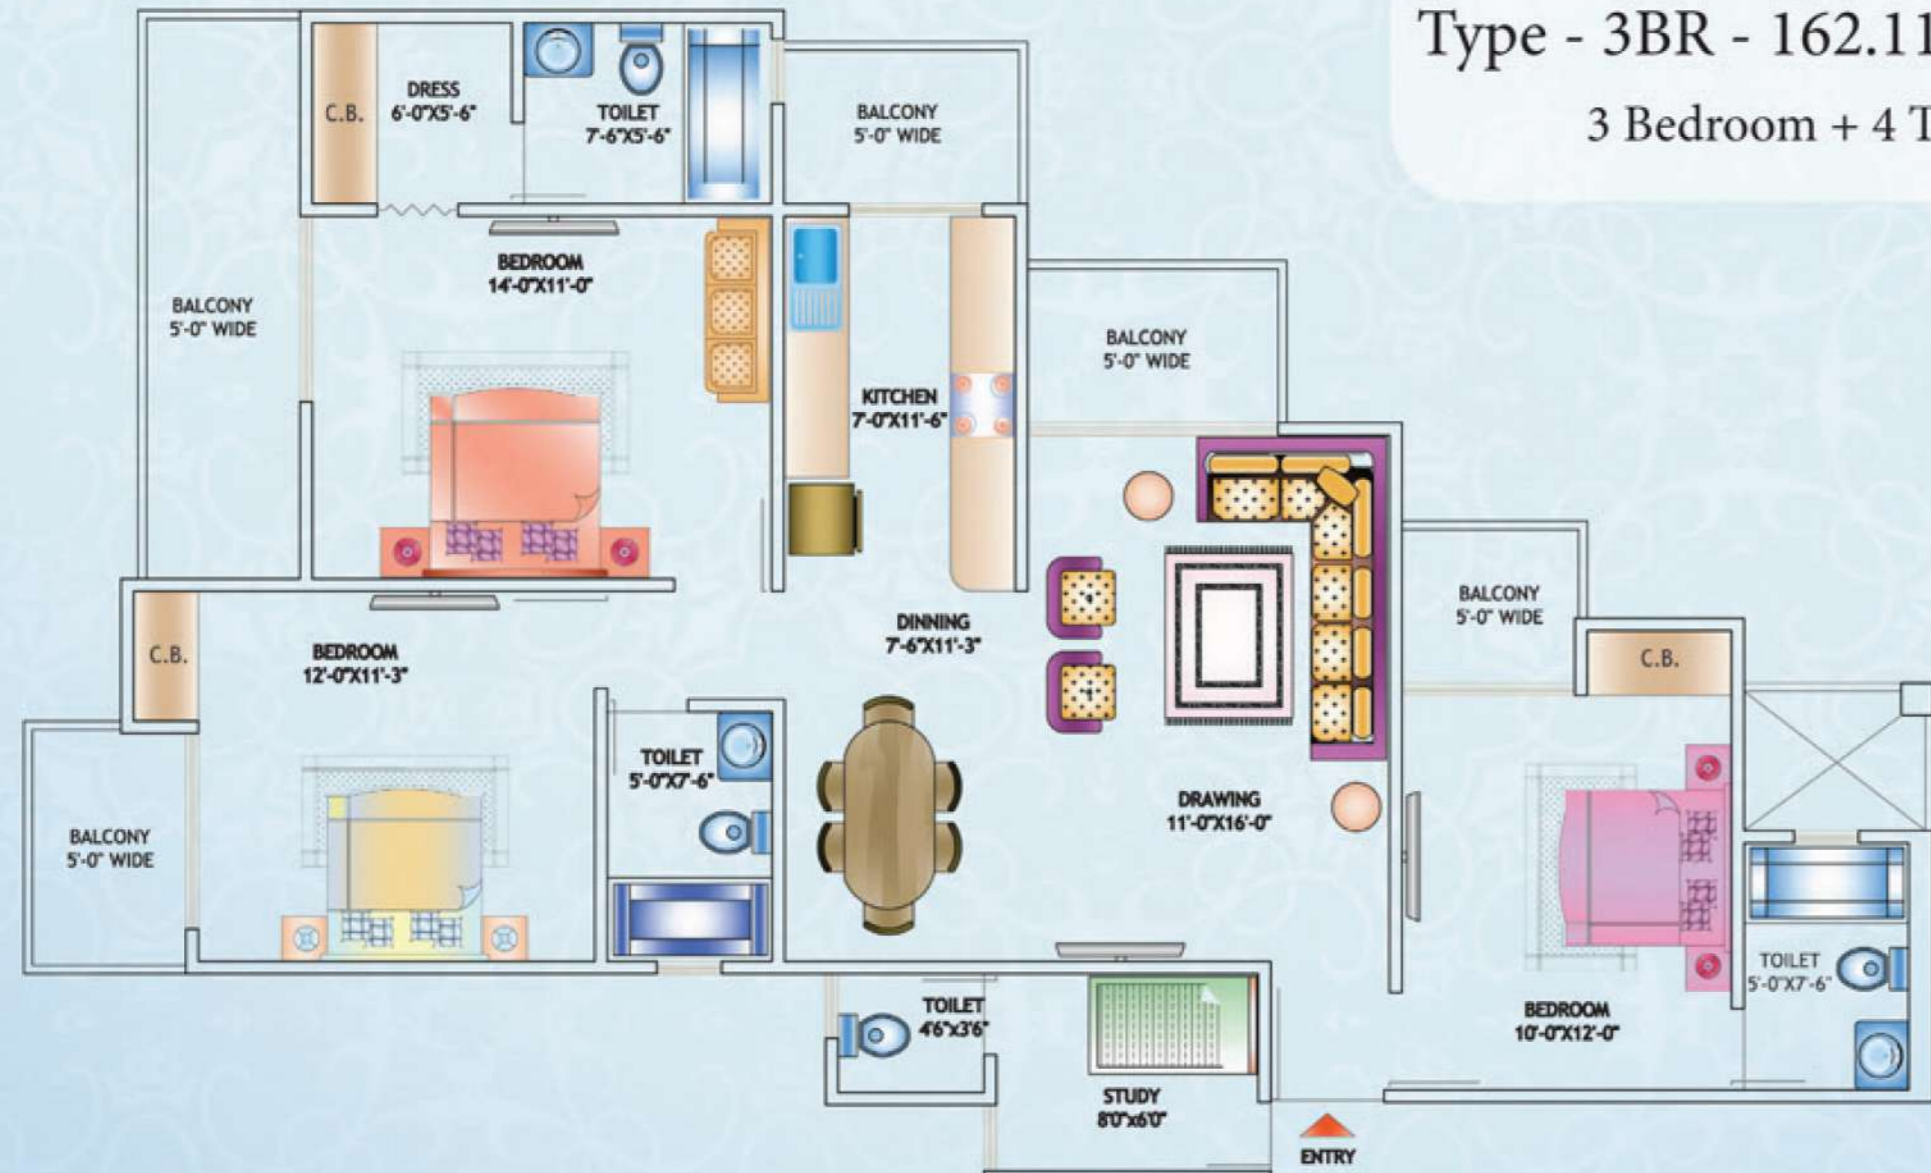 Type - 3BR - 162.11
3 Bedroom + 4 T
C.B.
DRESS
6'-0"X5'-6"
TOILET
7'-6"X5'-6"
BALCONY
5'-0" WIDE
BEDROOM
14'-0"X11'-0"
BALCONY
5'-0" WIDE
BALCONY
5'-0" WIDE
KITCHEN
7'-0"X11'-6"
BALCONY
5'-0" WIDE
C.B.
BEDROOM
12'-0"X11'-3"
DINNING
7'-6"X11'-3"
C.B.
TOILET
5'-0"X7'-6"
DRAWING
11'-0"X16'-0"
BALCONY
5'-0" WIDE
TOILET
5'-0"X7'-6"
TOILET
4'6"x3'6"
BEDROOM
10'-0"X12'-0"
STUDY
8'0"x6'0"
ENTRY